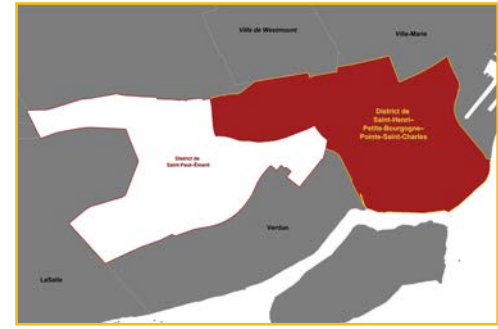 Ville de Westmount
Ville-Marie
District de
Saint-Henri–
Petite-Bourgogne–
Pointe-Saint-Charles
District de
Saint-Paul–Émard
Verdun
LaSalle